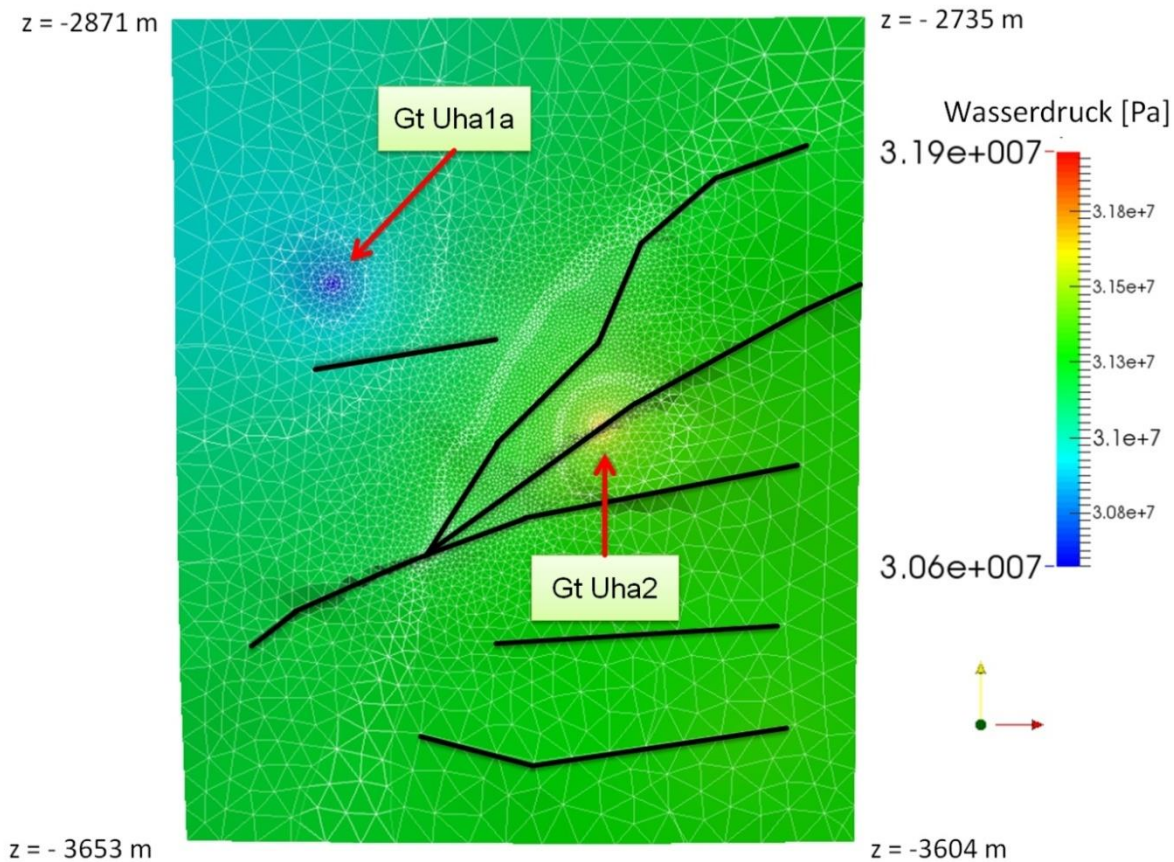 z = -2871 m
z = - 2735 m
Gt Uha1a
Wasserdruck [Pa]
3.19e+007
3.18e+7
3.15e+7
3.13e+7
3.1e+7
3.08e+7
3.06e+007
Gt Uha2
z = - 3653 m
z = -3604 m